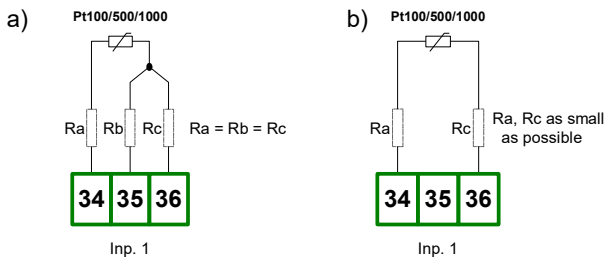 a)
Pt100/500/1000
Ra Rb Rc Ra = Rb = Rc
34 35 36
Inp. 1
b)
Pt100/500/1000
Ra Rc Ra, Rc as small
as possible
34 35 36
Inp. 1